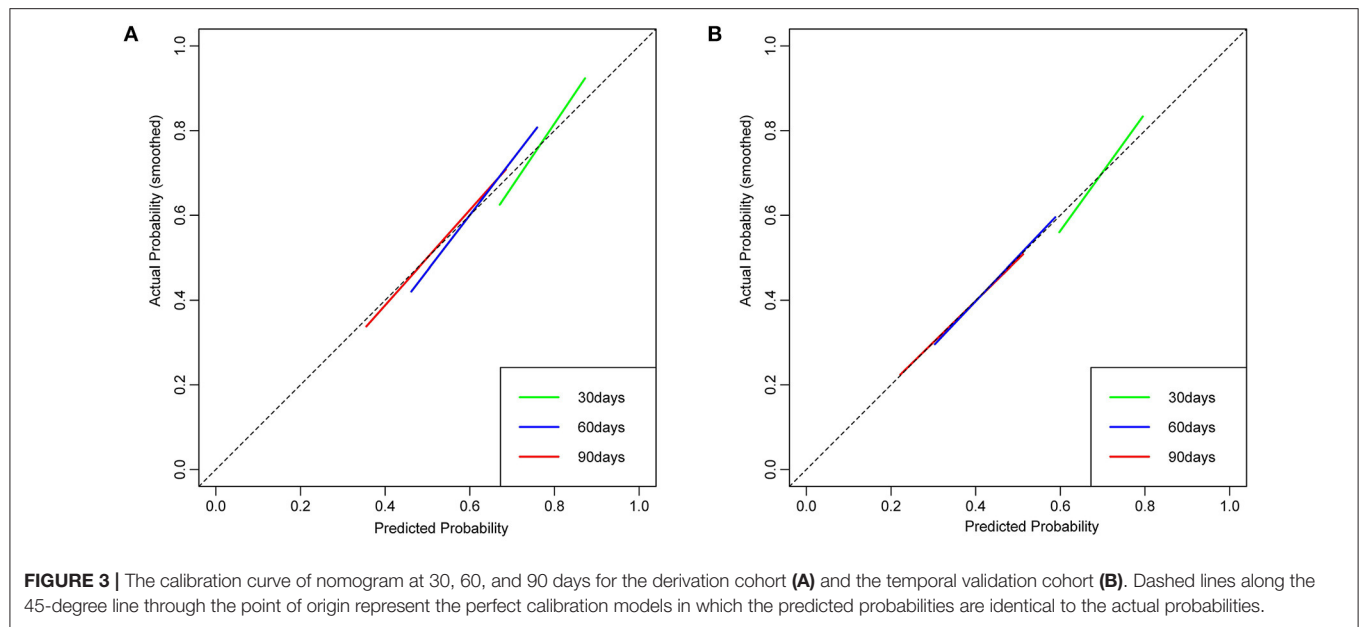 A
B
Actual Probability (smoothed)
1.0
0.8
0.6
0.4
0.2
0.0
30days
60days
90days
0.0 0.2 0.4 0.6 0.8 1.0
Predicted Probability
Actual Probability (smoothed)
1.0
0.8
0.6
0.4
0.2
0.0
30days
60days
90days
0.0 0.2 0.4 0.6 0.8 1.0
Predicted Probability
FIGURE 3 | The calibration curve of nomogram at 30, 60, and 90 days for the derivation cohort (A) and the temporal validation cohort (B). Dashed lines along the
45-degree line through the point of origin represent the perfect calibration models in which the predicted probabilities are identical to the actual probabilities.